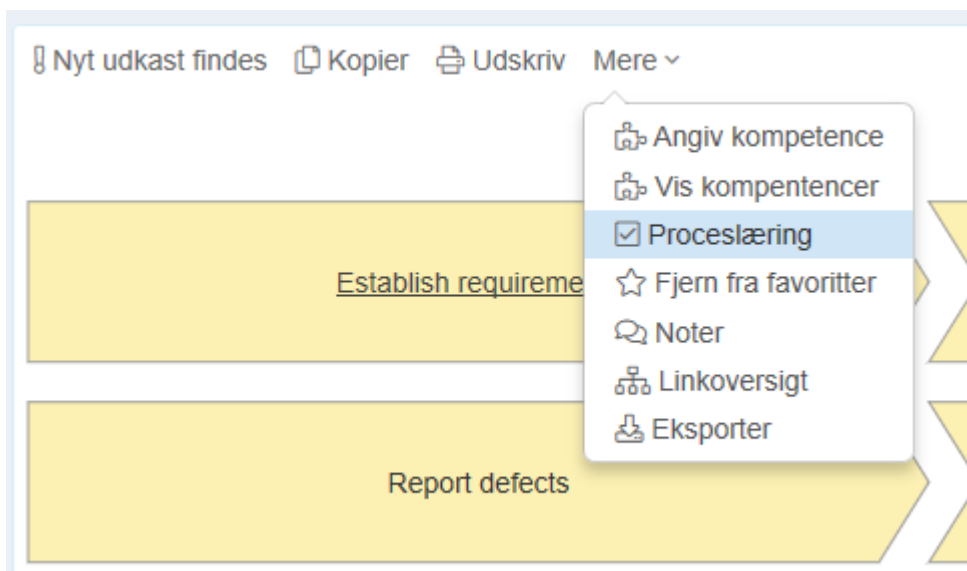 Nyt udkast findes Kopier Udskriv Mere
Angiv kompetence
Vis kompentencer
Proceslæring
Fjern fra favoritter
Noter
Linkoversigt
Eksporter
Establish requireme
Report defects